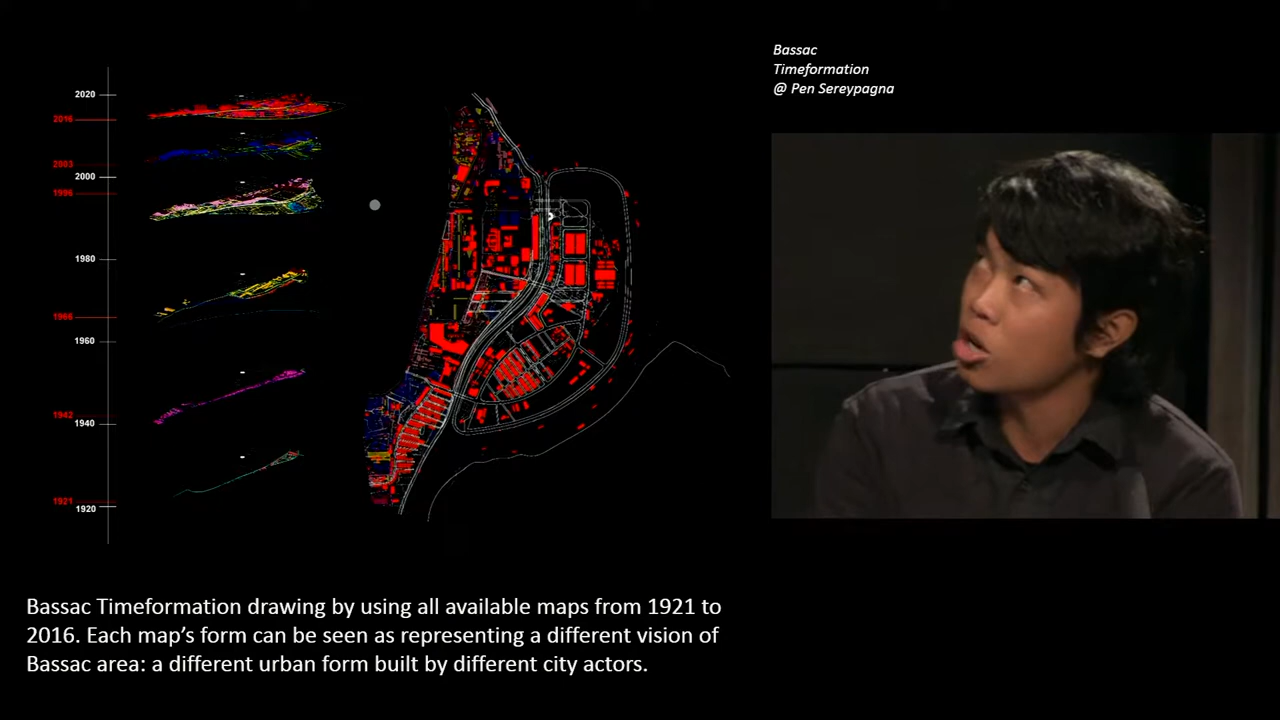 Bassac
Timeformation
@ Pen Sereypagna
2020
2016
2003
2000
1996
1980
1966
1960
1942
1940
1921
1920
Bassac Timeformation drawing by using all available maps from 1921 to
2016. Each map’s form can be seen as representing a different vision of
Bassac area: a different urban form built by different city actors.